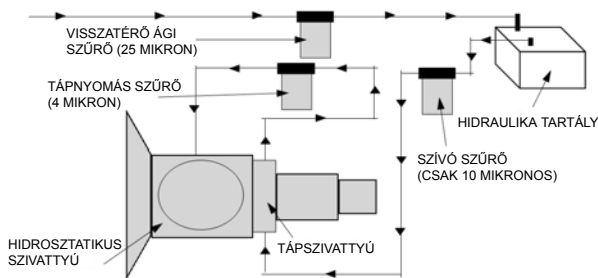 VISSZATÉRŐ ÁGI
SZŰRŐ (25 MIKRON)
TÁPNYOMÁS SZŰRŐ
(4 MIKRON)
HIDRAULIKA TARTÁLY
SZÍVÓ SZŰRŐ
(CSAK 10 MIKRONOS)
HIDROSZTATIKUS
SZIVATTYÚ
TÁPSZIVATTYÚ